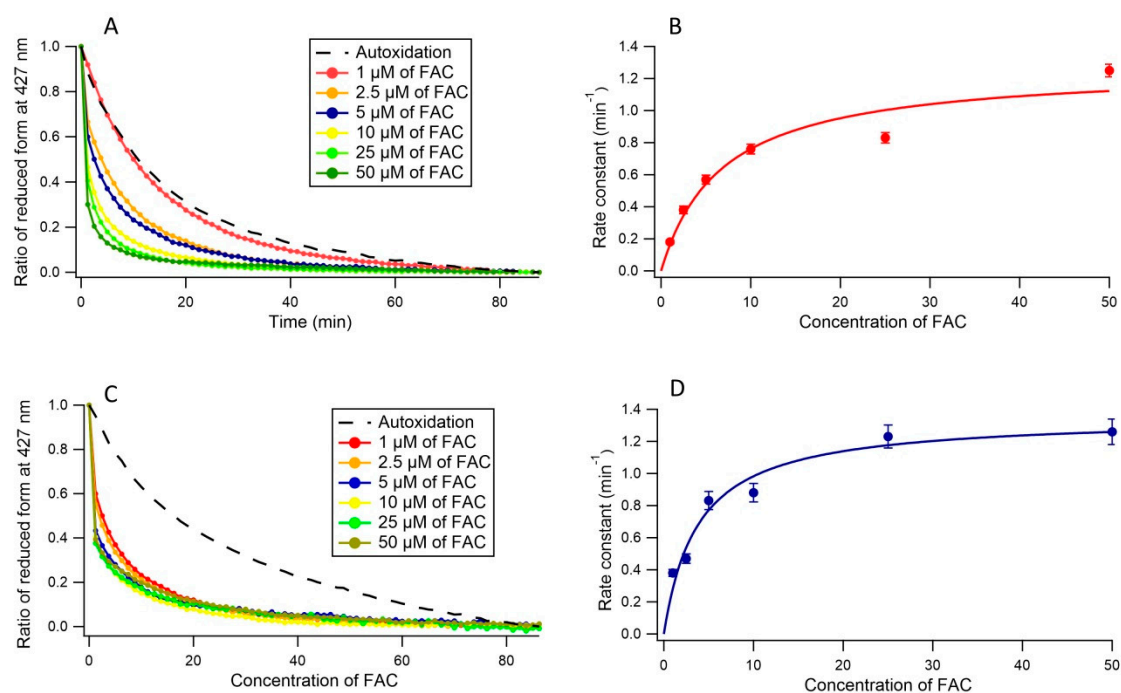 A
Ratio of reduced form at 427 nm
1.0
0.8
0.6
0.4
0.2
0.0
Autoxidation
1 µM of FAC
2.5 µM of FAC
5 µM of FAC
10 µM of FAC
25 µM of FAC
50 µM of FAC
0
20
40
60
80
Time (min)
B
Rate constant (min⁻¹)
1.4
1.2
1.0
0.8
0.6
0.4
0.2
0.0
0
10
20
30
40
50
Concentration of FAC
C
Ratio of reduced form at 427 nm
1.0
0.8
0.6
0.4
0.2
0.0
Autoxidation
1 µM of FAC
2.5 µM of FAC
5 µM of FAC
10 µM of FAC
25 µM of FAC
50 µM of FAC
0
20
40
60
80
Concentration of FAC
D
Rate constant (min⁻¹)
1.4
1.2
1.0
0.8
0.6
0.4
0.2
0.0
0
10
20
30
40
50
Concentration of FAC